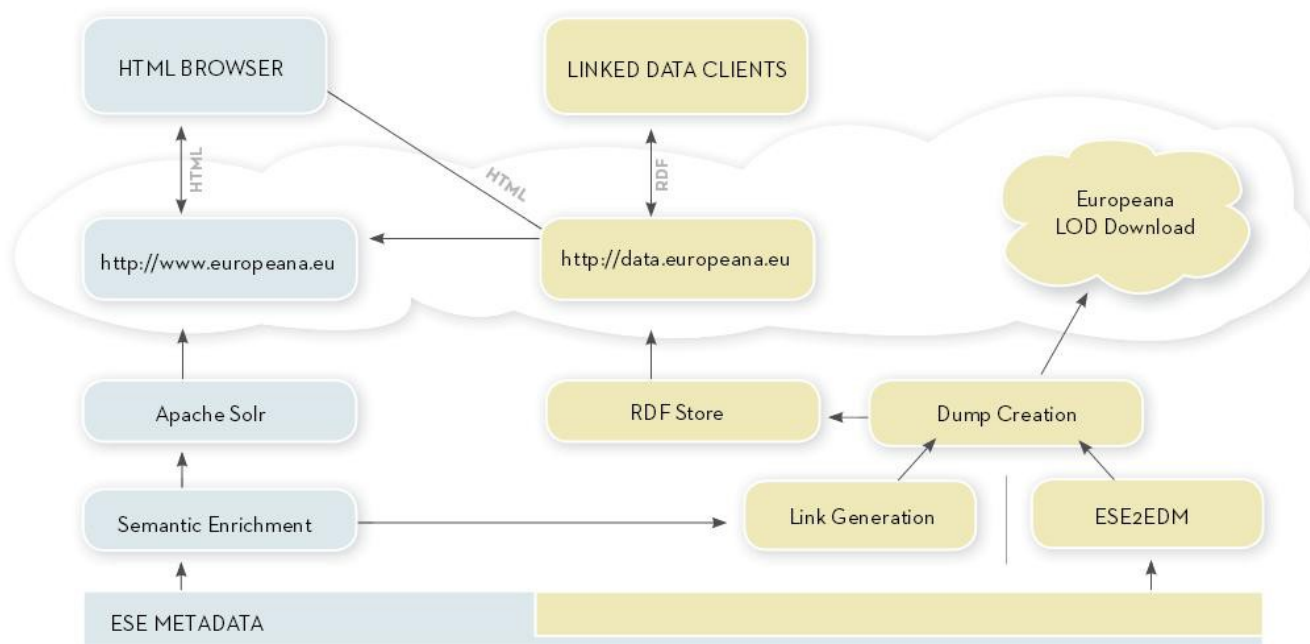 HTML BROWSER
LINKED DATA CLIENTS
HTML
HTML
RDF
Europeana
LOD Download
http://www.europeana.eu
http://data.europeana.eu
Apache Solr
RDF Store
Dump Creation
Semantic Enrichment
Link Generation
ESE2EDM
ESE METADATA